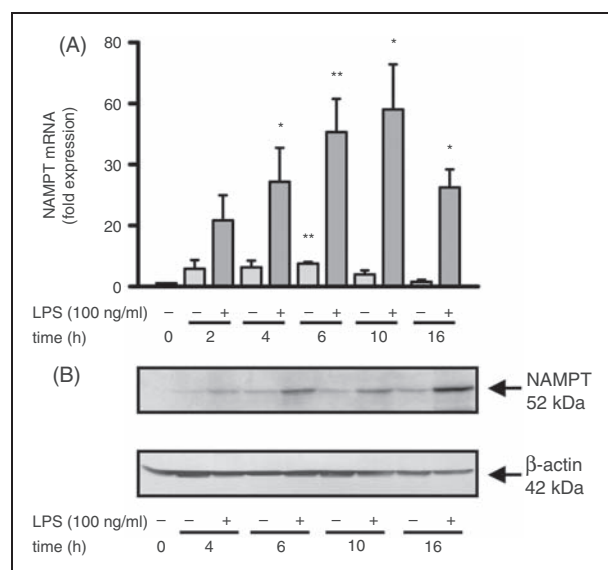 (A)
80
60
30
20
0
NAMPT mRNA
(fold expression)
* ** * ** * *
LPS (100 ng/ml) – – + – + – + – + – +
time (h) 0 2 4 6 10 16
(B)
NAMPT
52 kDa
β-actin
42 kDa
LPS (100 ng/ml) – – + – + – + – +
time (h) 0 4 6 10 16